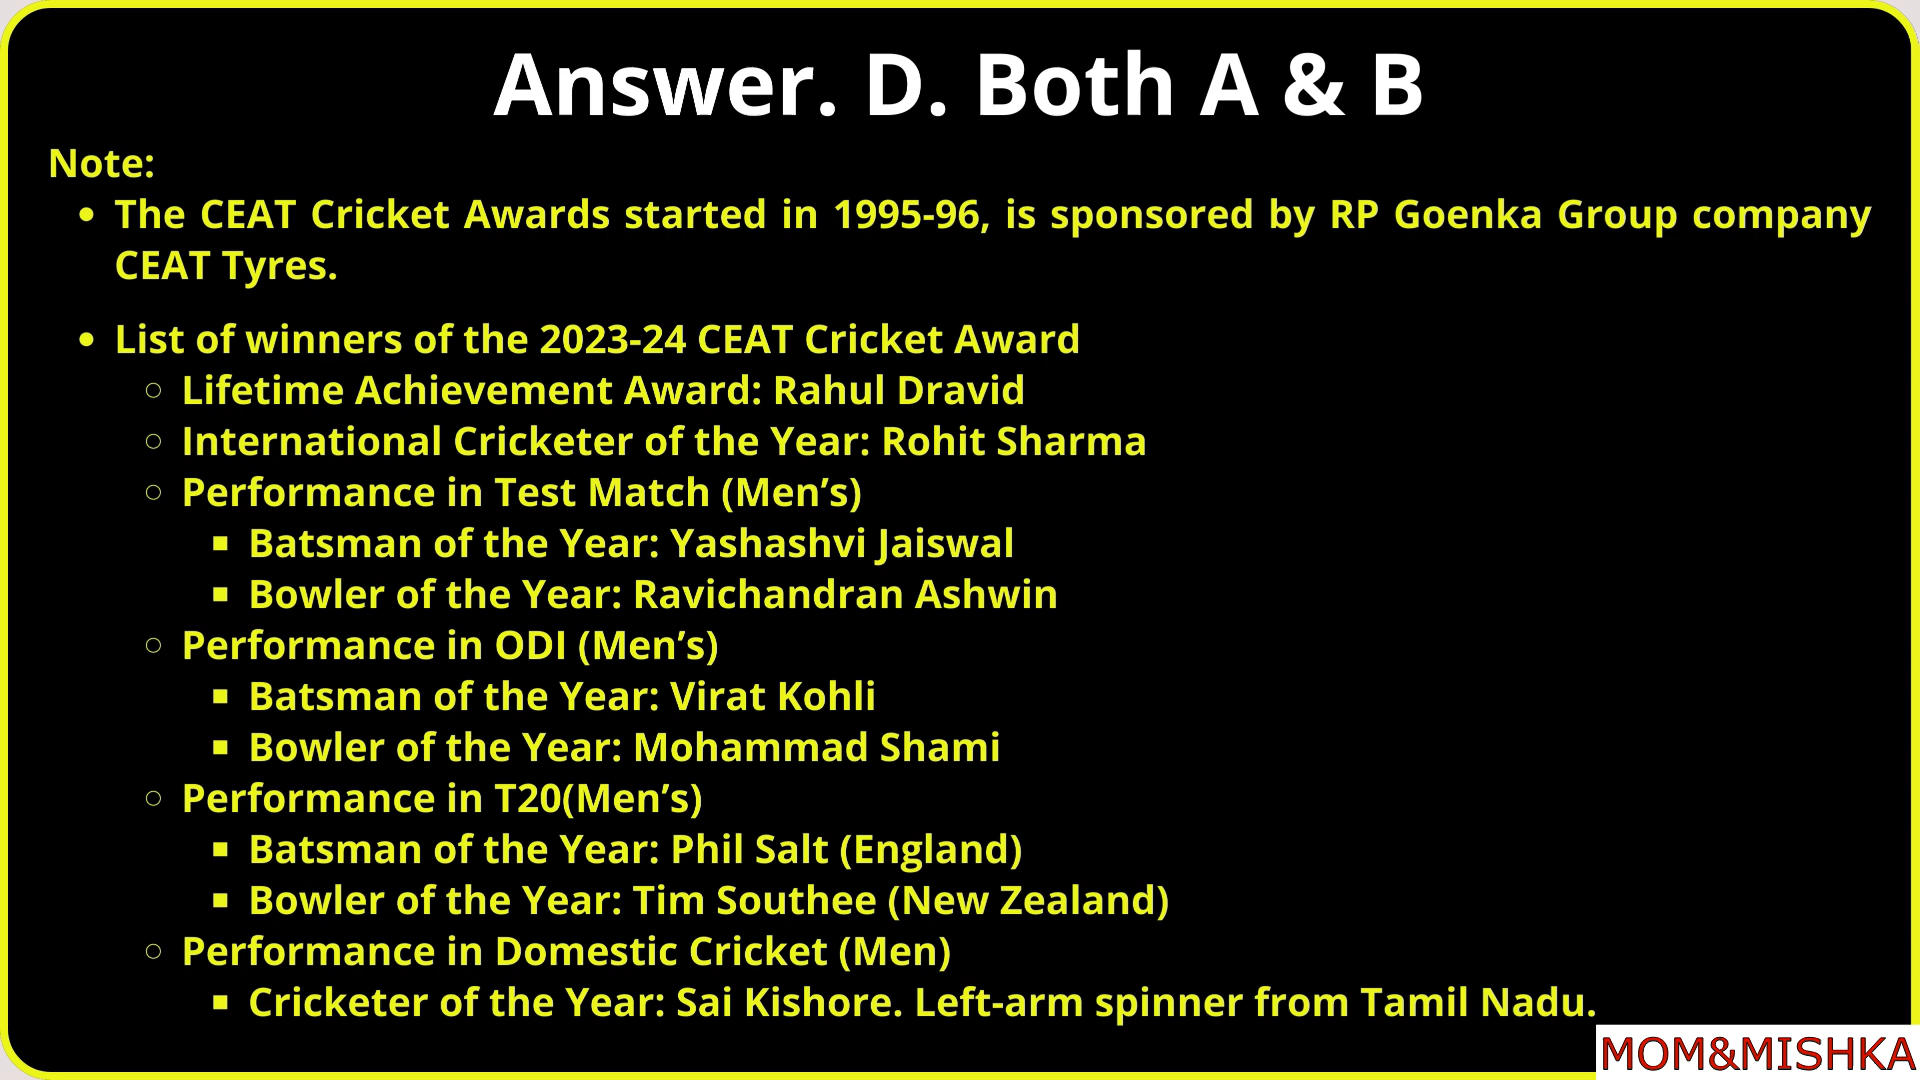 Answer. D. Both A & B
Note:
The CEAT Cricket Awards started in 1995-96, is sponsored by RP Goenka Group company
CEAT Tyres.
List of winners of the 2023-24 CEAT Cricket Award
Lifetime Achievement Award: Rahul Dravid
International Cricketer of the Year: Rohit Sharma
Performance in Test Match (Men’s)
Batsman of the Year: Yashashvi Jaiswal
Bowler of the Year: Ravichandran Ashwin
Performance in ODI (Men’s)
Batsman of the Year: Virat Kohli
Bowler of the Year: Mohammad Shami
Performance in T20(Men’s)
Batsman of the Year: Phil Salt (England)
Bowler of the Year: Tim Southee (New Zealand)
Performance in Domestic Cricket (Men)
Cricketer of the Year: Sai Kishore. Left-arm spinner from Tamil Nadu.
MOM&MISHKA